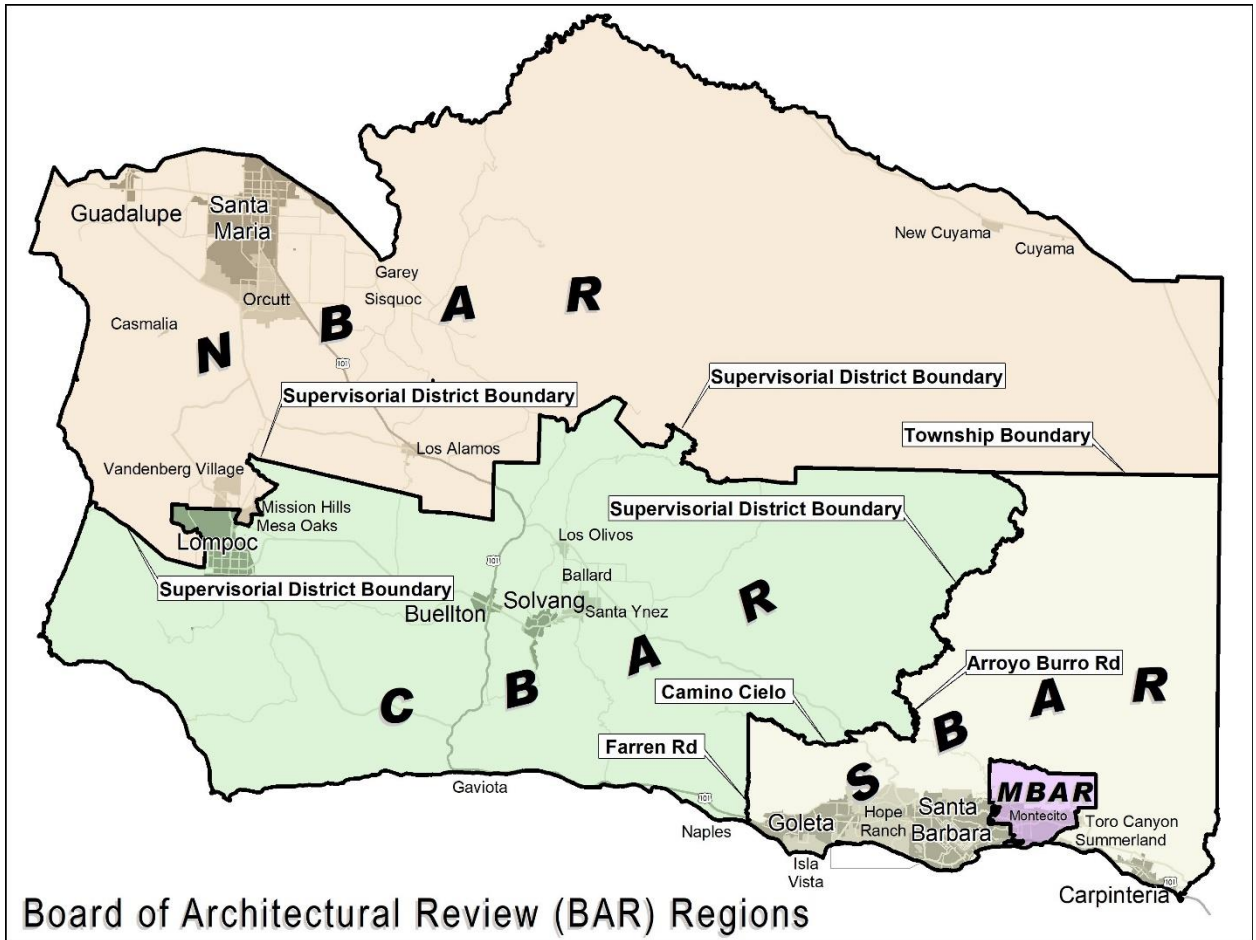 Guadalupe
Santa
Maria
New Cuyama
Cuyama
Garey
Sisquoc
Orcutt
Casmalia
N B A R
101
Supervisorial District Boundary
Supervisorial District Boundary
Township Boundary
Los Alamos
Vandenberg Village
Mission Hills
Mesa Oaks
Lompoc
Supervisorial District Boundary
Supervisorial District Boundary
Los Olivos
101
Ballard
Solvang
Santa Ynez
Buellton
C B A R
Arroyo Burro Rd
Camino Cielo
Farren Rd
S B A R
MBAR
Montecito
Gaviota
101
Naples
Goleta
Hope
Ranch
Santa
Barbara
Toro Canyon
Summerland
Isla
Vista
101
Carpinteria
Board of Architectural Review (BAR) Regions